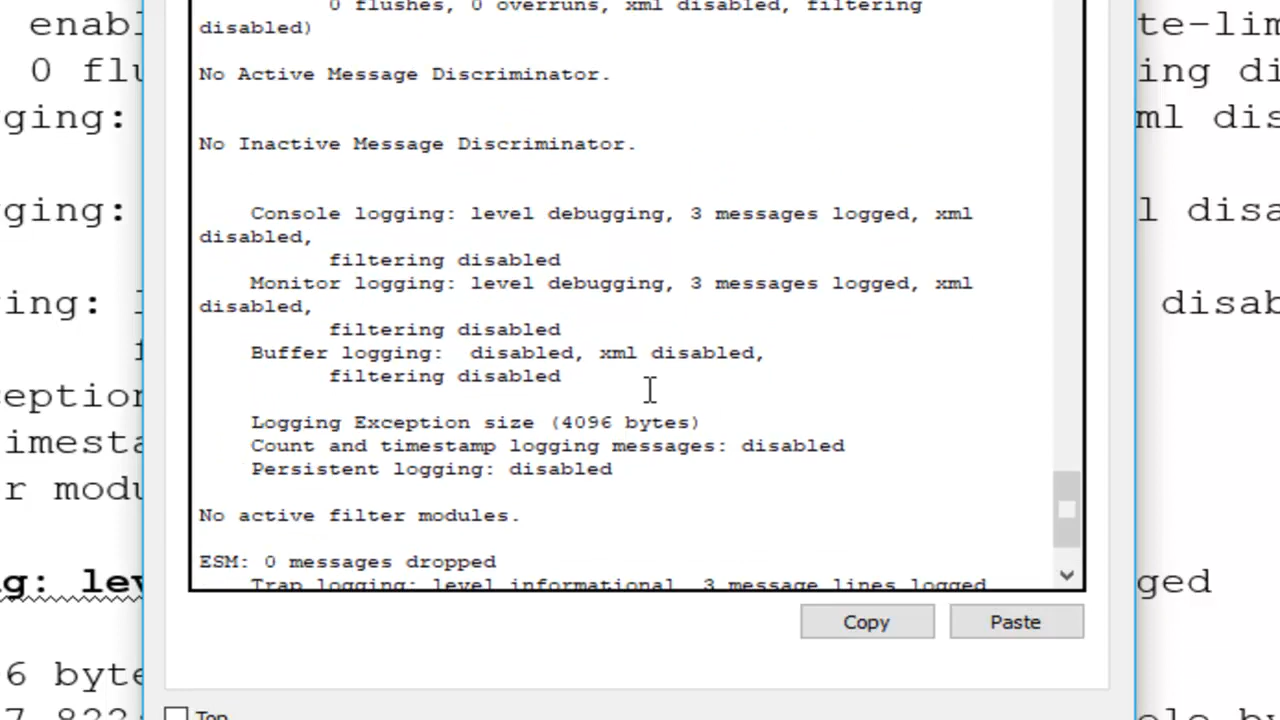 0 flushes, 0 overruns, xml disabled, filtering
disabled)
No Active Message Discriminator.
No Inactive Message Discriminator.
Console logging: level debugging, 3 messages logged, xml
disabled,
filtering disabled
Monitor logging: level debugging, 3 messages logged, xml
disabled,
filtering disabled
Buffer logging:  disabled, xml disabled,
filtering disabled
Logging Exception size (4096 bytes)
Count and timestamp logging messages: disabled
Persistent logging: disabled
No active filter modules.
ESM: 0 messages dropped
Trap logging: level informational, 3 message lines logged
Copy
Paste
Top